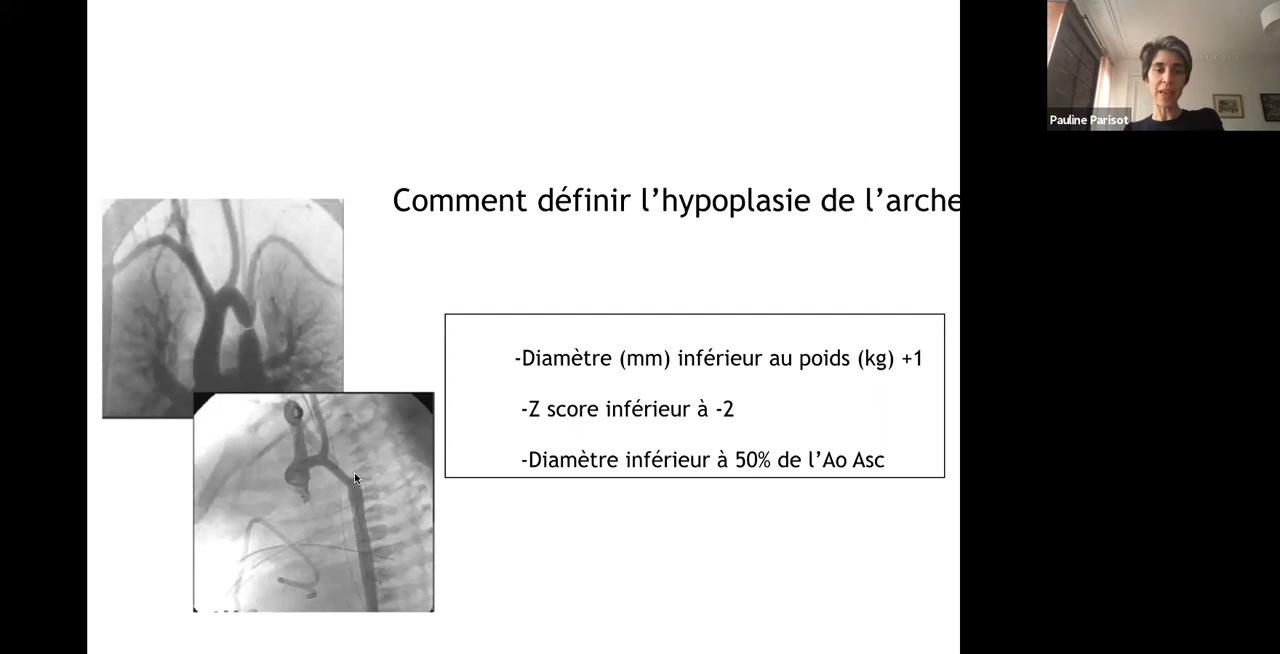 Pauline Parisot
Comment définir l’hypoplasie de l’arche
-Diamètre (mm) inférieur au poids (kg) +1
-Z score inférieur à -2
-Diamètre inférieur à 50% de l’Ao Asc